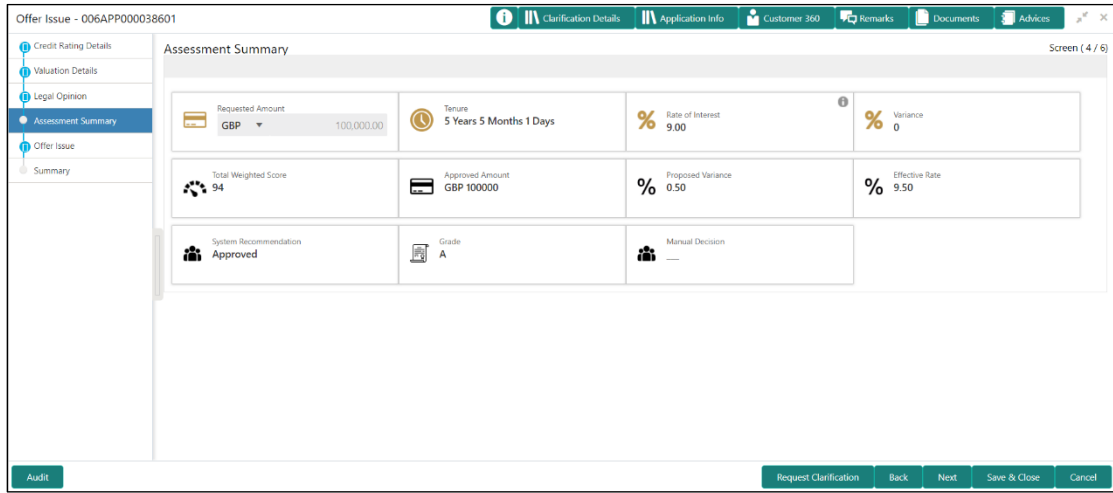 Offer Issue - 006APP000038601
Clarification Details
Application Info
Customer 360
Remarks
Documents
Advices
Credit Rating Details
Valuation Details
Legal Opinion
Assessment Summary
Offer Issue
Summary
Assessment Summary
Screen ( 4 / 6)
Requested Amount
GBP 100,000.00
Tenure
5 Years 5 Months 1 Days
Rate of Interest
9.00
Variance
0
Total Weighted Score
94
Approved Amount
GBP 100000
Proposed Variance
0.50
Effective Rate
9.50
System Recommendation
Approved
Grade
A
Manual Decision
__
Audit
Request Clarification
Back
Next
Save & Close
Cancel